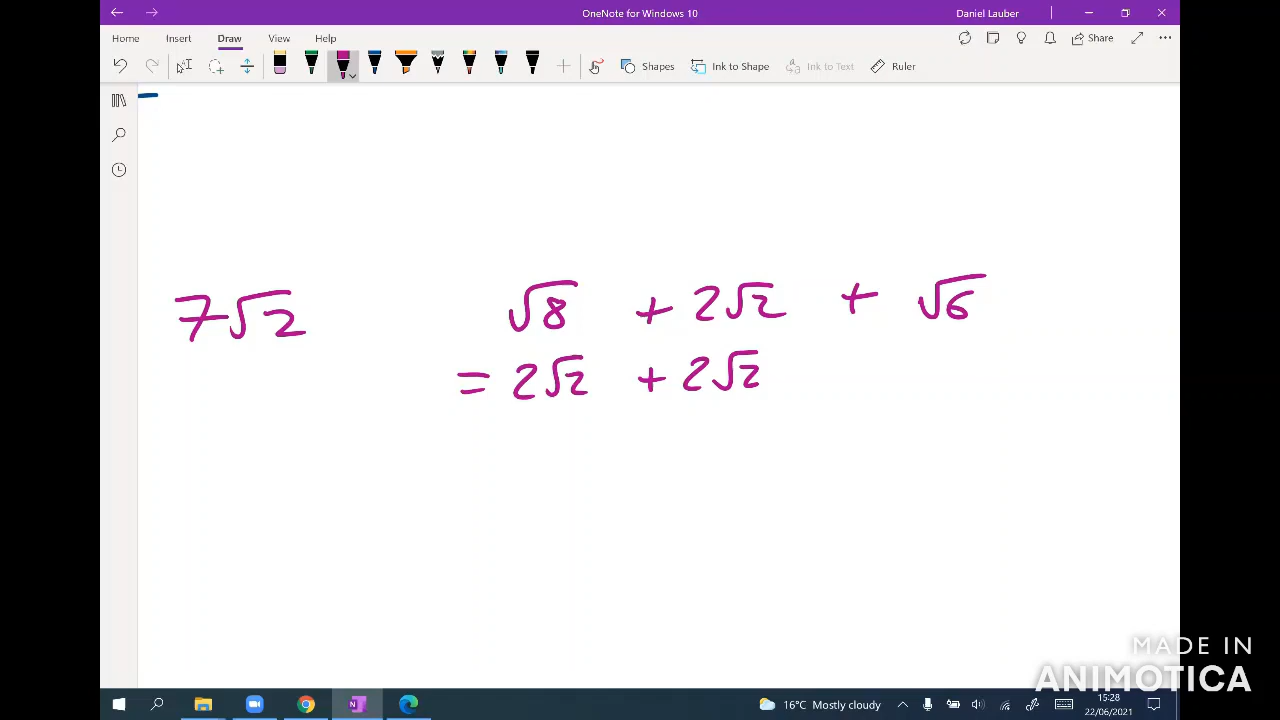 OneNote for Windows 10
Daniel Lauber
Home Insert Draw View Help
Share
Shapes Ink to Shape Ink to Text Ruler
7√2
√8 + 2√2 + √6
= 2√2 + 2√2
MADE IN
ANIMOTICA
16°C Mostly cloudy
15:28
22/06/2021